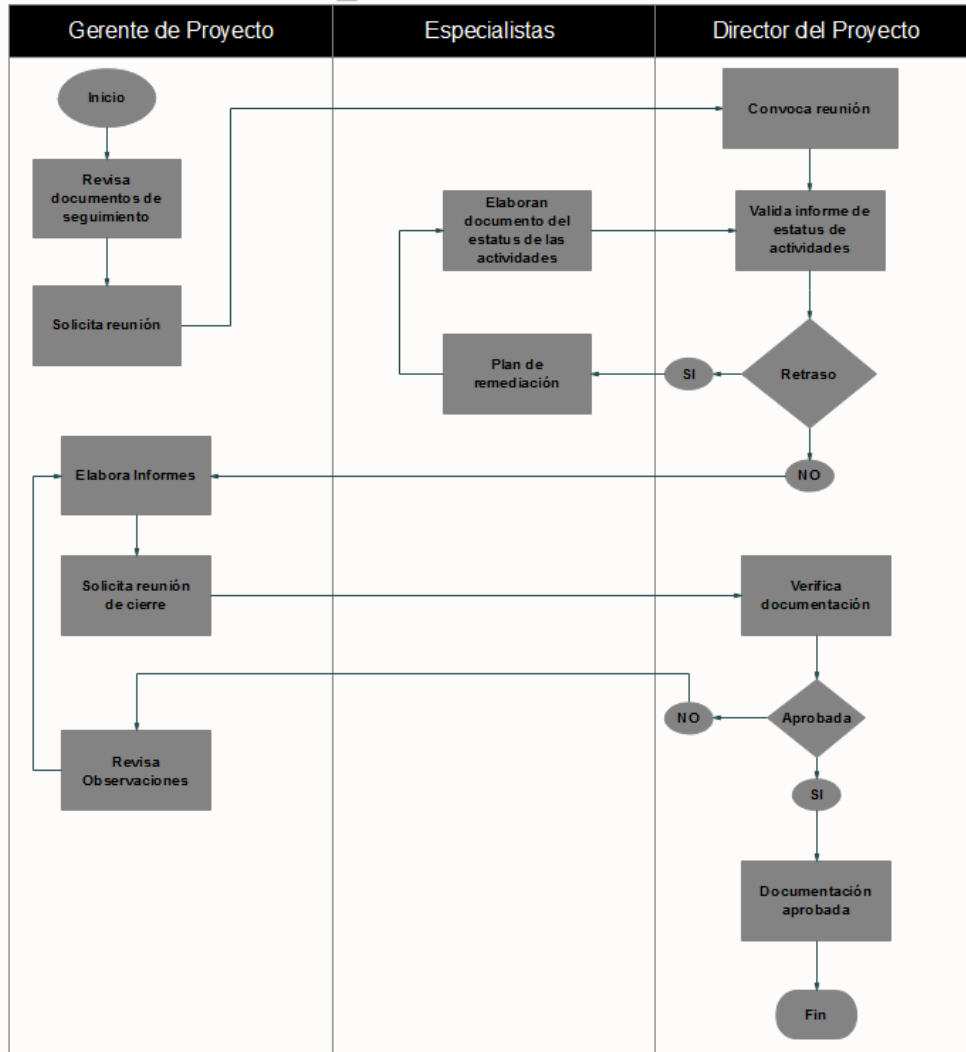 Gerente de Proyecto
Especialistas
Director del Proyecto
Inicio
Convoca reunión
Revisa
documentos de
seguimiento
Elaboran
documento del
estatus de las
actividades
Valida informe de
estatus de
actividades
Solicita reunión
Plan de
remediación
SI
Retraso
NO
Elabora Informes
Solicita reunión
de cierre
Verifica
documentación
NO
Aprobada
Revisa
Observaciones
SI
Documentación
aprobada
Fin